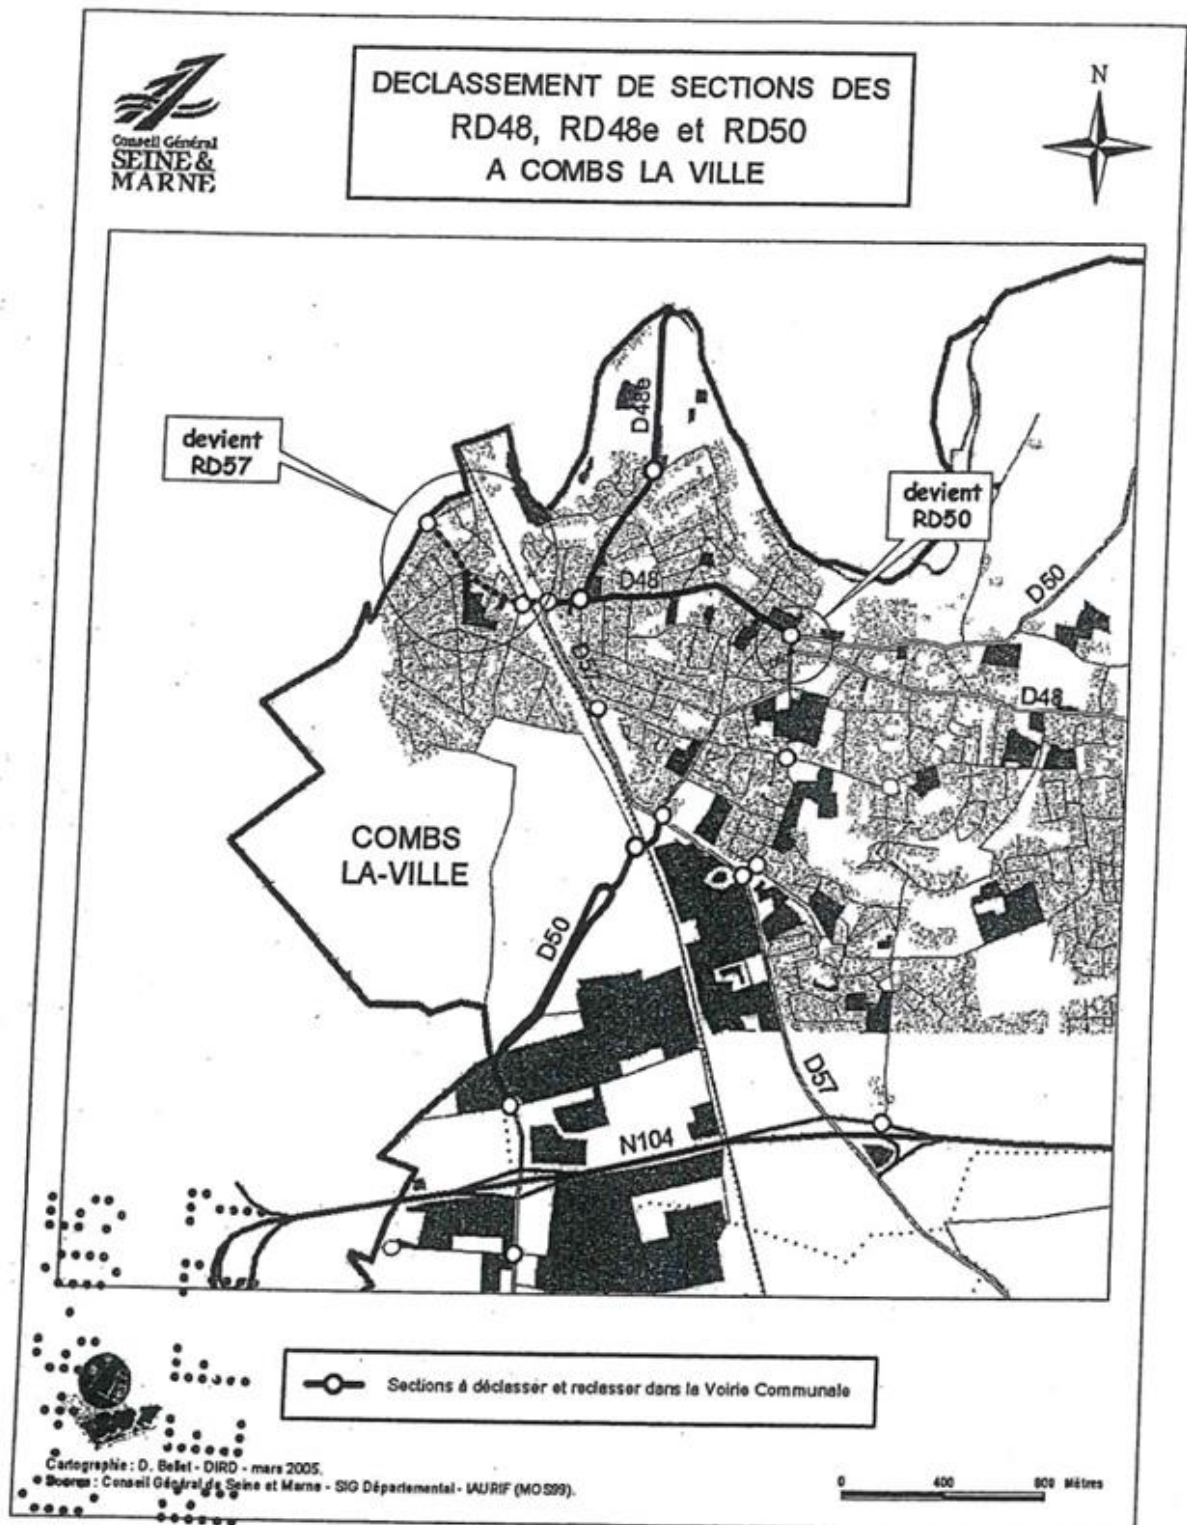 Conseil Général
SEINE &
MARNE
DECLASSEMENT DE SECTIONS DES
RD48, RD48e et RD50
A COMBS LA VILLE
N
devient
RD57
D48e
devient
RD50
D48
D50
D57
D48
COMBS
LA-VILLE
D50
D57
N104
Sections à déclasser et reclasser dans la Voirie Communale
Cartographie : D. Bellet - DIRD - mars 2005.
Source : Conseil Général de Seine et Marne - SIG Départemental - IAURIF (MOS99).
0 400 800 Mètres